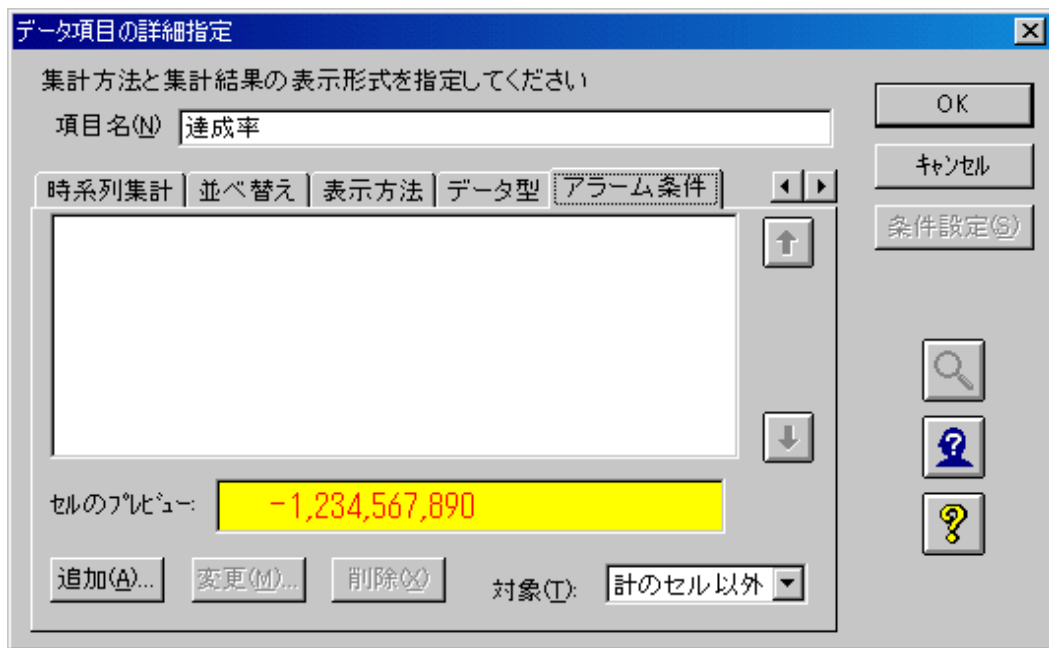 データ項目の詳細指定
集計方法と集計結果の表示形式を指定してください
項目名(N) 達成率
OK
キャンセル
条件設定(S)
時系列集計 並べ替え 表示方法 データ型 アラーム条件
セルのプレビュー: -1,234,567,890
追加(A)... 変更(M)... 削除(X) 対象(T): 計のセル以外